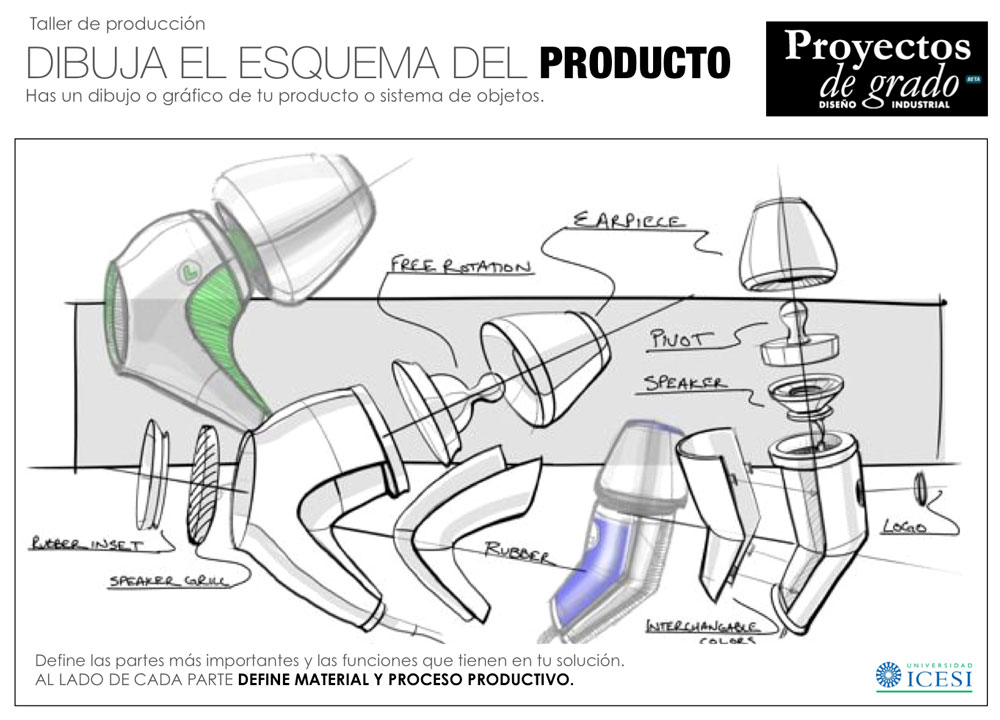 Taller de producción
DIBUJA EL ESQUEMA DEL PRODUCTO
Has un dibujo o gráfico de tu producto o sistema de objetos.
Proyectos
de grado BETA
DISEÑO INDUSTRIAL
EARPIECE
FREE ROTATION
PIVOT
SPEAKER
L
LOGO
RUBBER INSET
RUBBER
SPEAKER GRILL
INTERCHANGABLE
COLORS
Define las partes más importantes y las funciones que tienen en tu solución.
AL LADO DE CADA PARTE DEFINE MATERIAL Y PROCESO PRODUCTIVO.
UNIVERSIDAD
ICESI